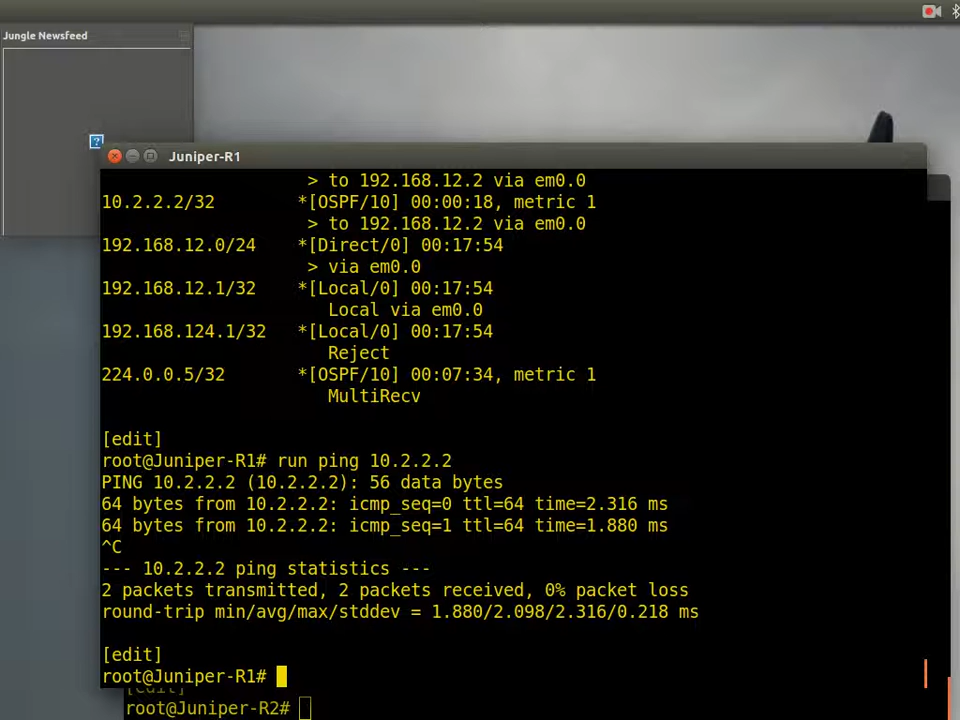 Jungle Newsfeed
Juniper-R1
> to 192.168.12.2 via em0.0
10.2.2.2/32 *[OSPF/10] 00:00:18, metric 1
> to 192.168.12.2 via em0.0
192.168.12.0/24 *[Direct/0] 00:17:54
> via em0.0
192.168.12.1/32 *[Local/0] 00:17:54
Local via em0.0
192.168.124.1/32 *[Local/0] 00:17:54
Reject
224.0.0.5/32 *[OSPF/10] 00:07:34, metric 1
MultiRecv
[edit]
root@Juniper-R1# run ping 10.2.2.2
PING 10.2.2.2 (10.2.2.2): 56 data bytes
64 bytes from 10.2.2.2: icmp_seq=0 ttl=64 time=2.316 ms
64 bytes from 10.2.2.2: icmp_seq=1 ttl=64 time=1.880 ms
^C
--- 10.2.2.2 ping statistics ---
2 packets transmitted, 2 packets received, 0% packet loss
round-trip min/avg/max/stddev = 1.880/2.098/2.316/0.218 ms
[edit]
root@Juniper-R1#
[edit]
root@Juniper-R2#